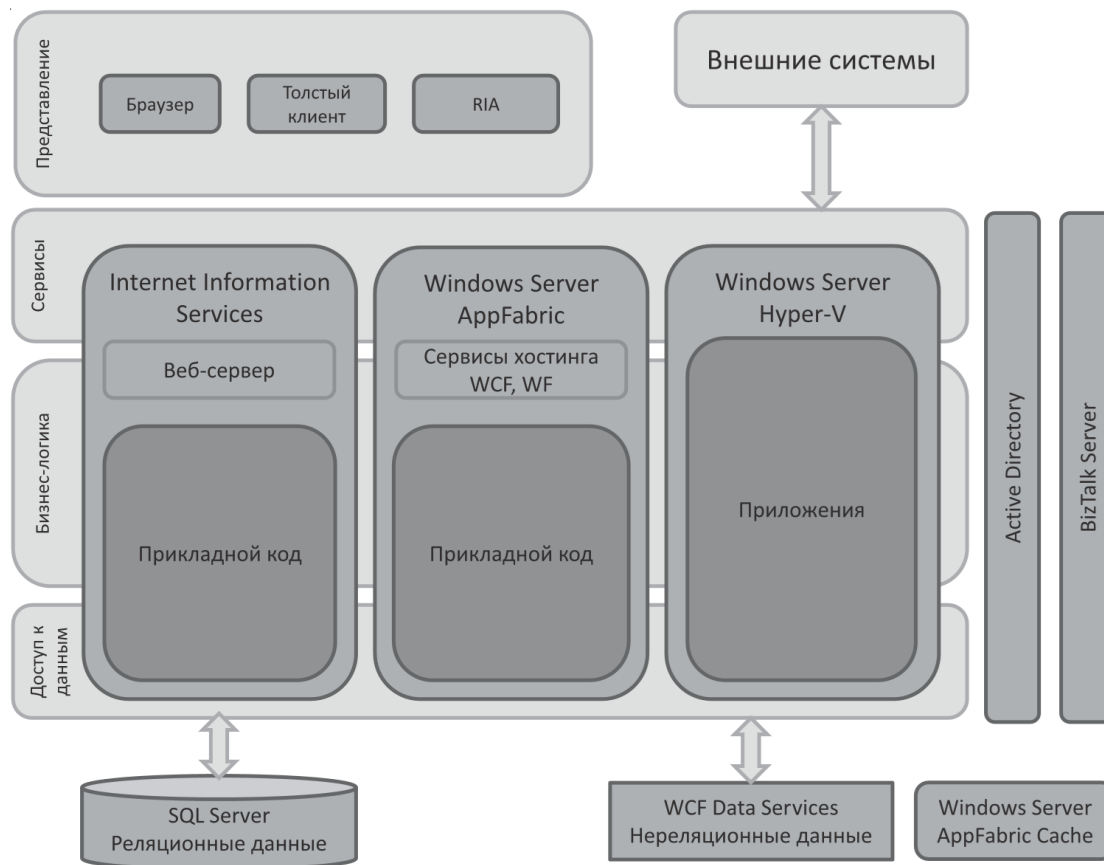 Представление
Браузер
Толстый
клиент
RIA
Внешние системы
Сервисы
Internet Information
Services
Веб-сервер
Прикладной код
Windows Server
AppFabric
Сервисы хостинга
WCF, WF
Прикладной код
Windows Server
Hyper-V
Приложения
Бизнес-логика
Доступ к
данным
Active Directory
BizTalk Server
SQL Server
Реляционные данные
WCF Data Services
Нереляционные данные
Windows Server
AppFabric Cache